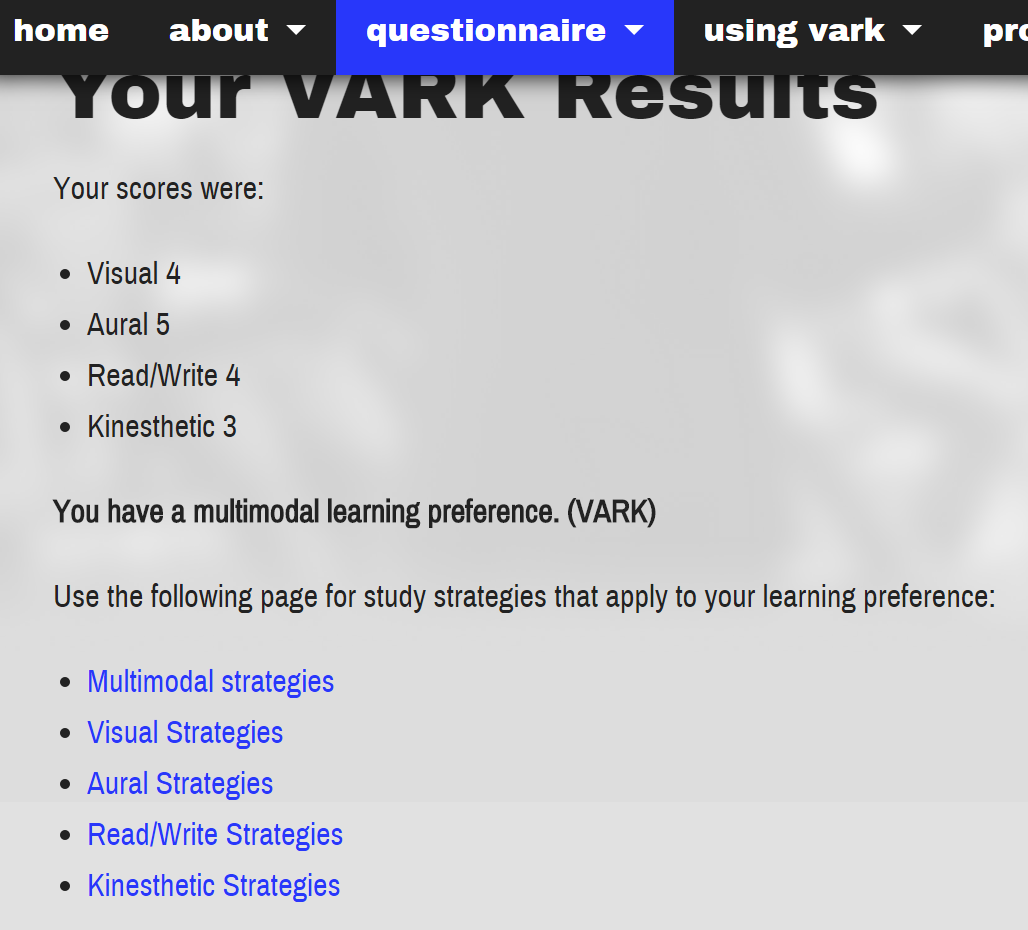 home about questionnaire using vark
Your VARK Results
Your scores were:
Visual 4
Aural 5
Read/Write 4
Kinesthetic 3
You have a multimodal learning preference. (VARK)
Use the following page for study strategies that apply to your learning preference:
Multimodal strategies
Visual Strategies
Aural Strategies
Read/Write Strategies
Kinesthetic Strategies